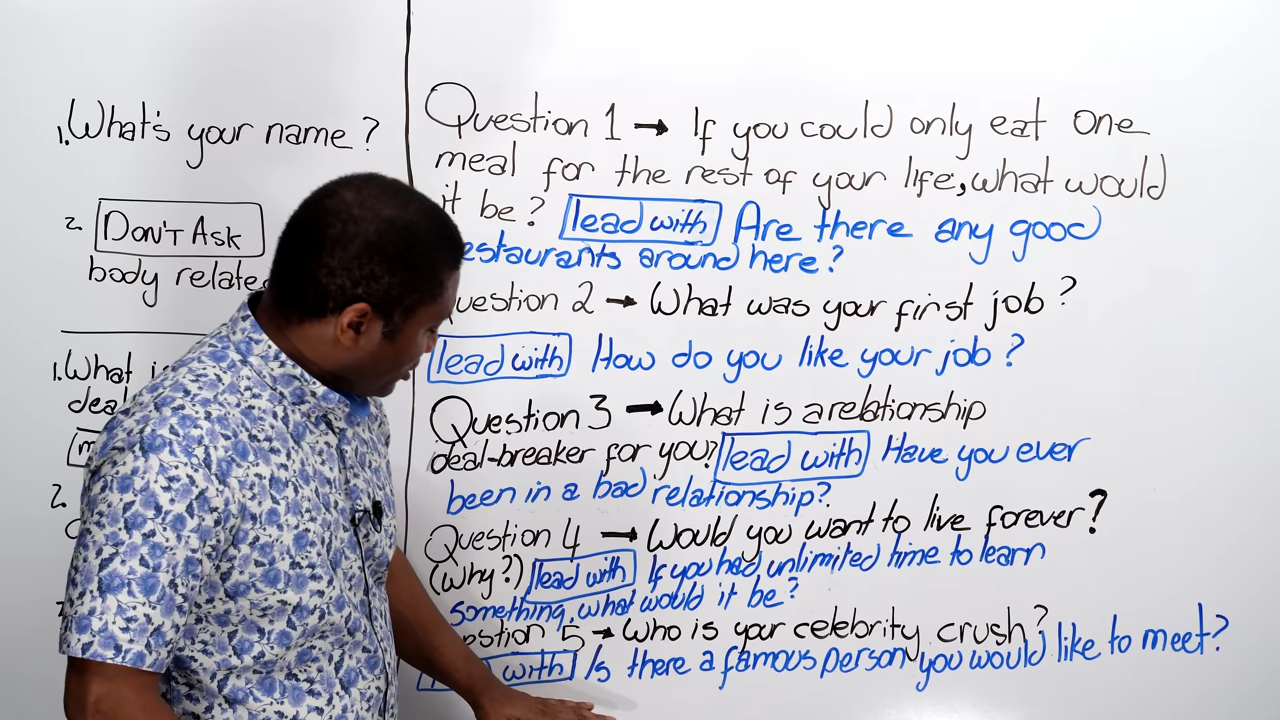 1. What's your name?
2. Don't Ask
body
1. What
2.
Question 1 → If you could only eat one
meal for the rest of your life, what would
it be? lead with Are there any good
restaurants around here?
Question 2 → What was your first job?
lead with How do you like your job?
Question 3 → What is a relationship
deal-breaker for you? lead with Have you ever
been in a bad relationship?
Question 4 → Would you want to live forever?
(Why?) lead with If you had unlimited time to learn
something, what would it be?
Question 5 → Who is your celebrity crush?
lead with Is there a famous person you would like to meet?